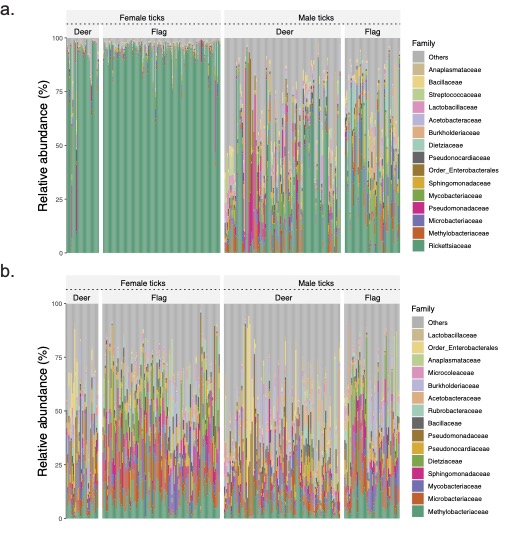 a.
Female ticks
Male ticks
Deer
Flag
Deer
Flag
Relative abundance (%)
100
75
50
25
0
Family
Others
Anaplasmataceae
Bacillaceae
Streptococcaceae
Lactobacillaceae
Acetobacteraceae
Burkholderiaceae
Dietziaceae
Pseudonocardiaceae
Order_Enterobacterales
Sphingomonadaceae
Mycobacteriaceae
Pseudomonadaceae
Microbacteriaceae
Methylobacteriaceae
Rickettsiaceae
b.
Female ticks
Male ticks
Deer
Flag
Deer
Flag
Relative abundance (%)
100
75
50
25
0
Family
Others
Lactobacillaceae
Order_Enterobacterales
Anaplasmataceae
Microcoleaceae
Burkholderiaceae
Acetobacteraceae
Rubrobacteraceae
Bacillaceae
Pseudomonadaceae
Pseudonocardiaceae
Dietziaceae
Sphingomonadaceae
Mycobacteriaceae
Microbacteriaceae
Methylobacteriaceae